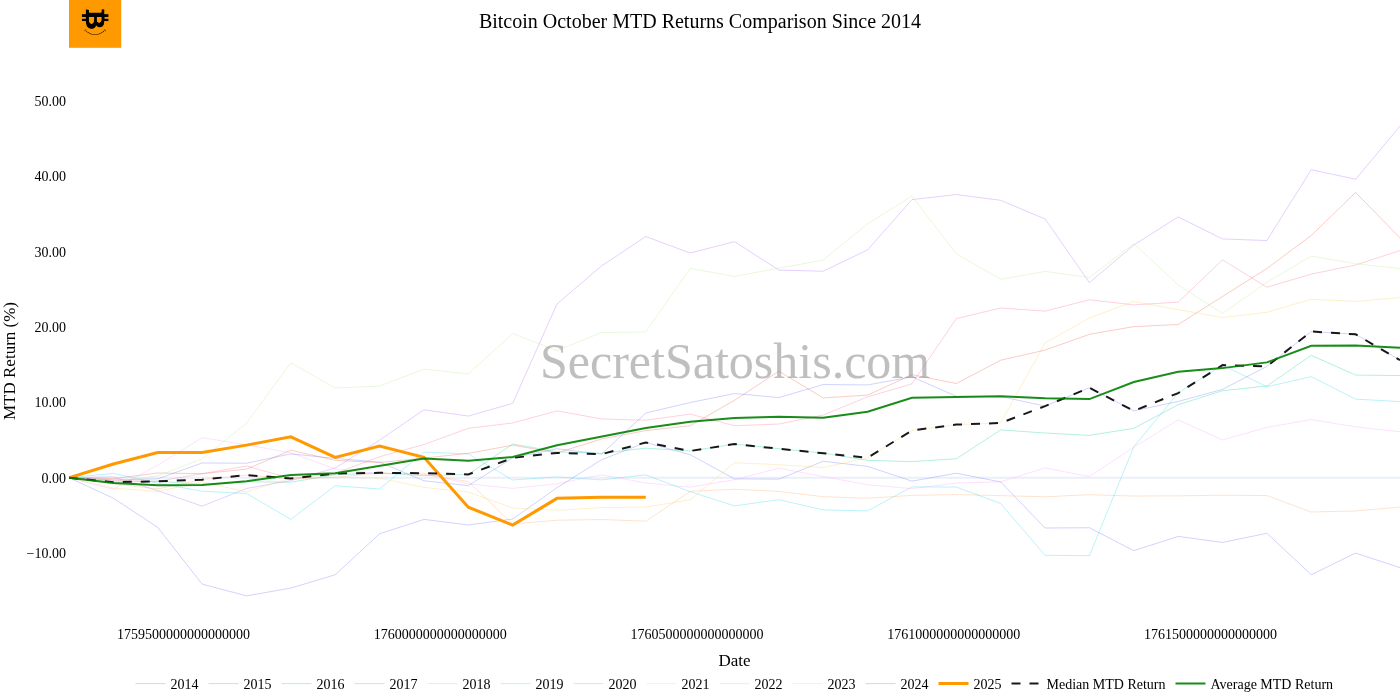 Bitcoin October MTD Returns Comparison Since 2014
50.00
40.00
30.00
20.00
10.00
0.00
−10.00
MTD Return (%)
SecretSatoshis.com
1759500000000000000 1760000000000000000 1760500000000000000 1761000000000000000 1761500000000000000
Date
2014 2015 2016 2017 2018 2019 2020 2021 2022 2023 2024 2025 Median MTD Return Average MTD Return